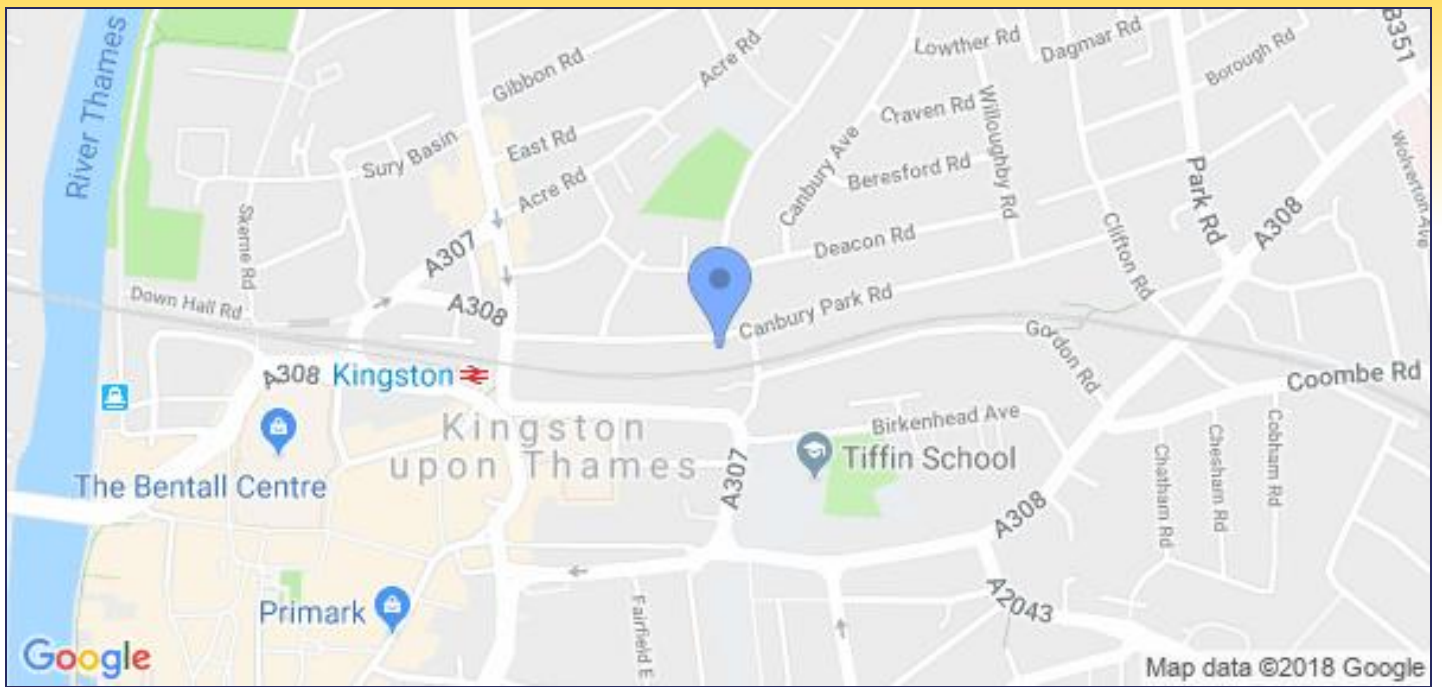 River Thames
Gibbon Rd
Acre Rd
Lowther Rd
Dagmar Rd
Borough Rd
B351
Craven Rd
Willoughby Rd
Sury Basin
East Rd
Canbury Ave
Beresford Rd
Wolverton Ave
Acre Rd
Park Rd
Skerne Rd
A307
Deacon Rd
Clifton Rd
A308
Down Hall Rd
A308
Canbury Park Rd
Gordon Rd
A308
Kingston
Coombe Rd
Kingston
upon Thames
Birkenhead Ave
Tiffin School
The Bentall Centre
A307
Chatham Rd
Chesham Rd
Cobham Rd
A308
Primark
Fairfield E
A2043
Google
Map data ©2018 Google